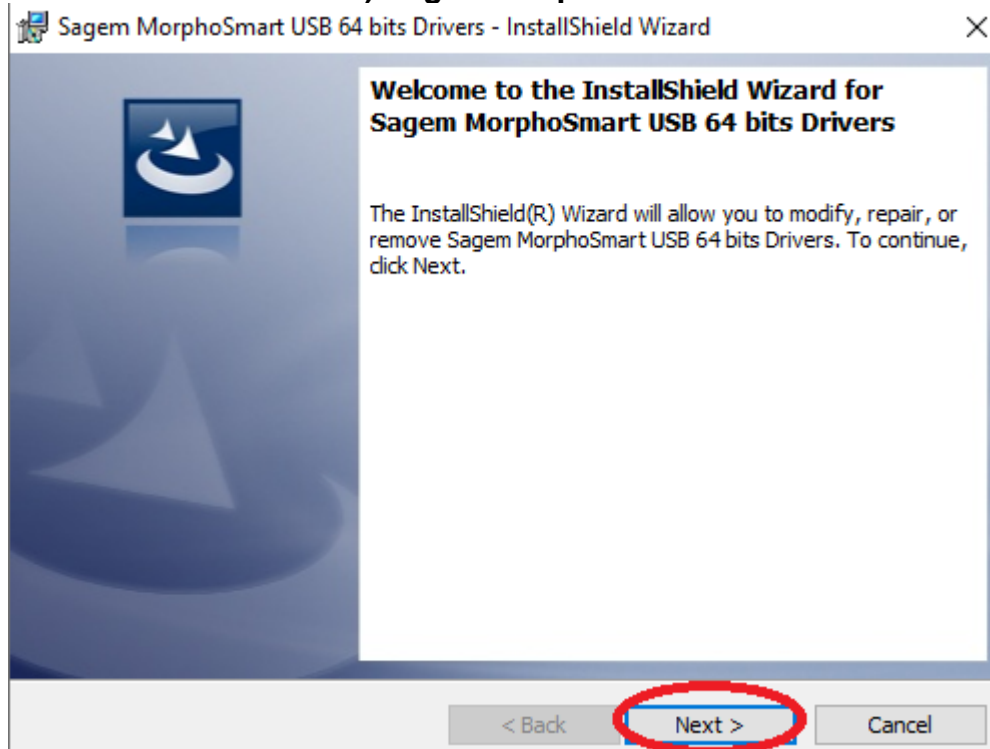 Sagem MorphoSmart USB 64 bits Drivers - InstallShield Wizard
Welcome to the InstallShield Wizard for
Sagem MorphoSmart USB 64 bits Drivers
The InstallShield(R) Wizard will allow you to modify, repair, or
remove Sagem MorphoSmart USB 64 bits Drivers. To continue,
click Next.
< Back Next > Cancel